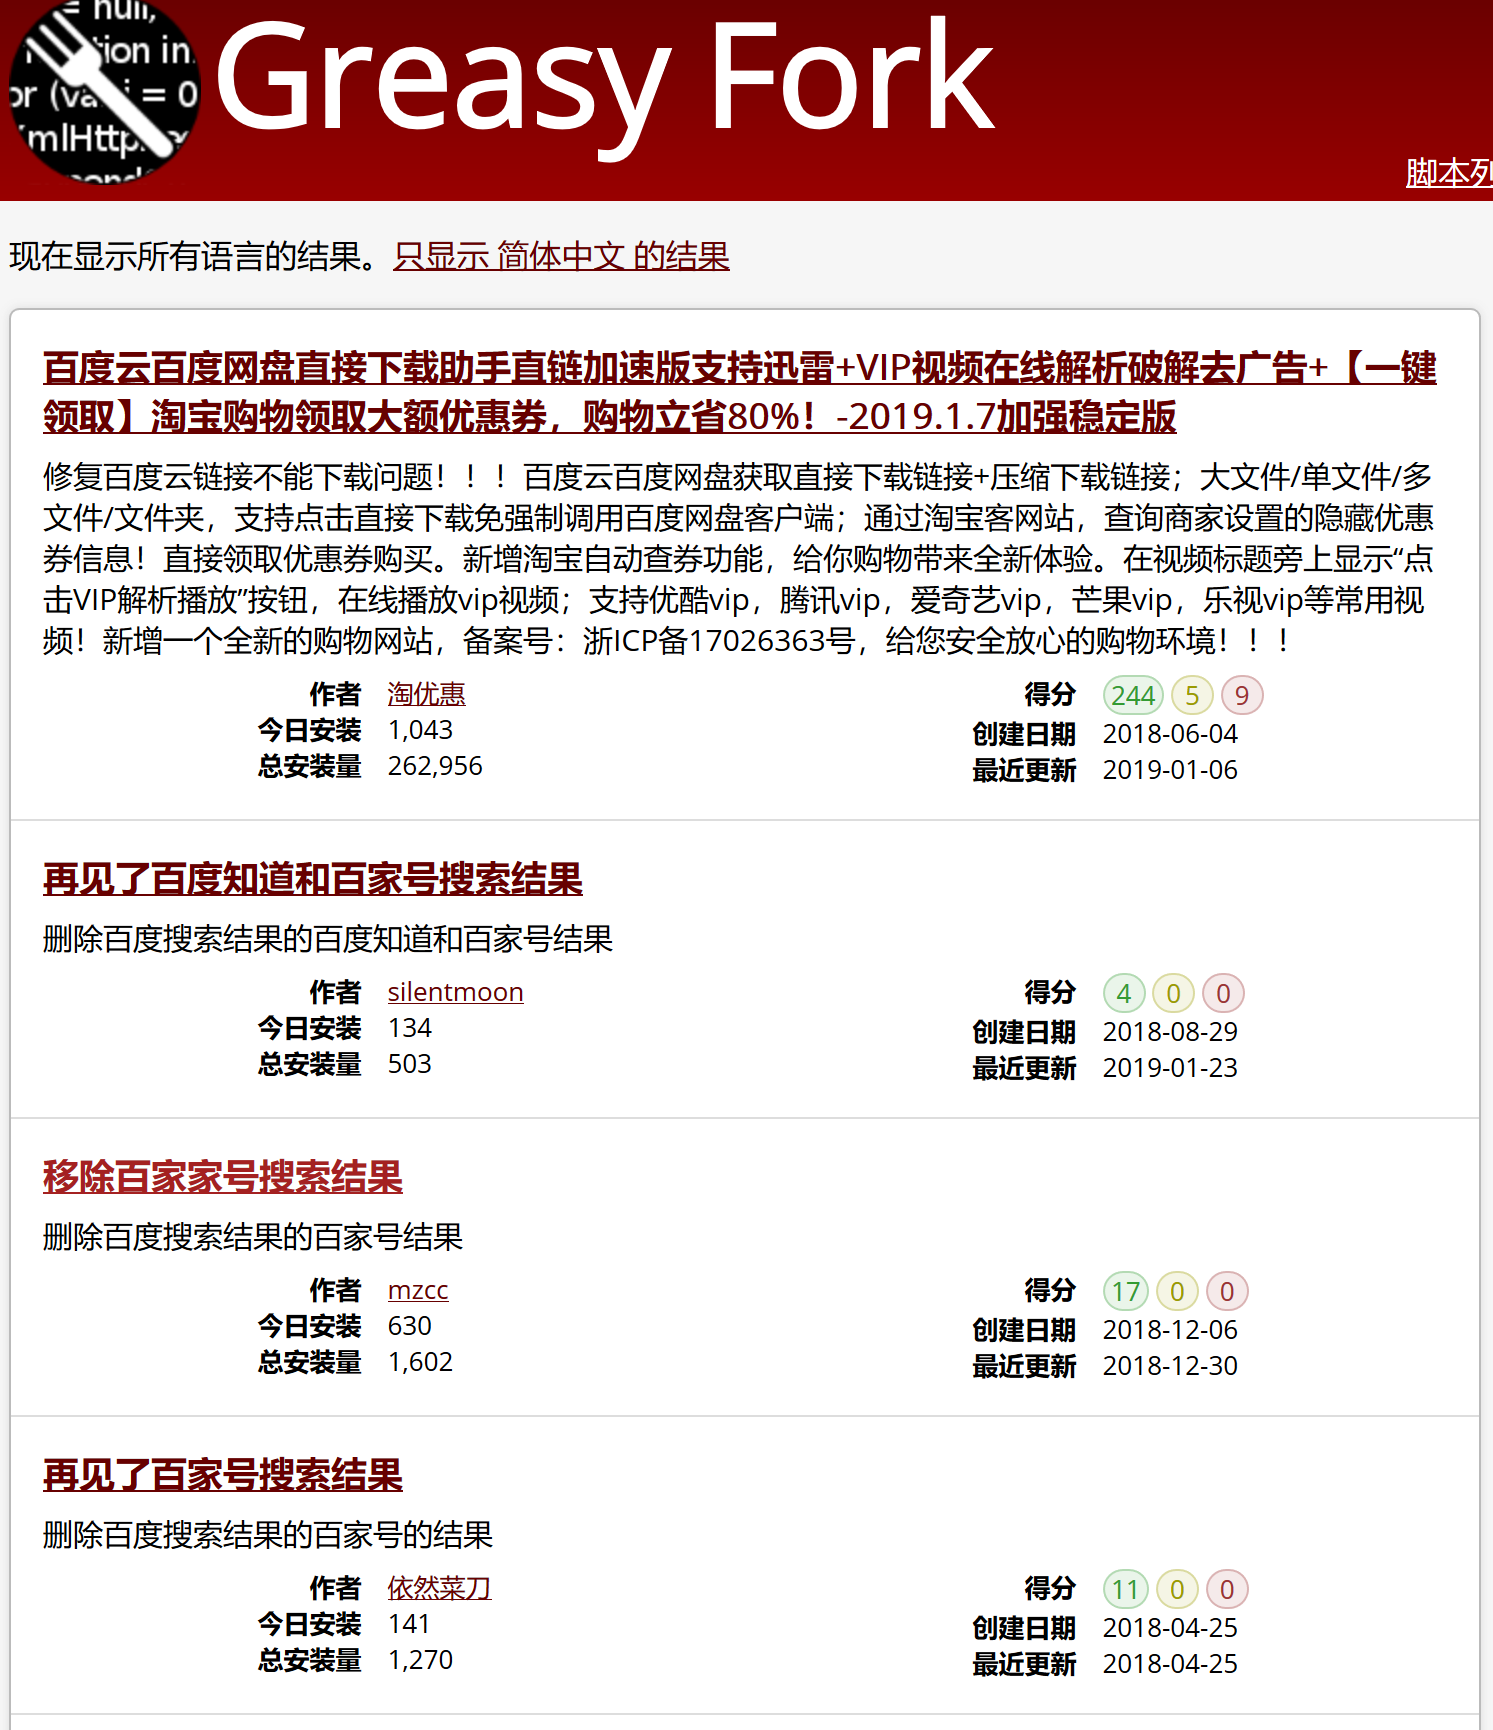 = null,
tion in
or (va i = 0
mlHttp
Greasy Fork
脚本列
现在显示所有语言的结果。只显示 简体中文 的结果
百度云百度网盘直接下载助手直链加速版支持迅雷+VIP视频在线解析破解去广告+【一键
领取】淘宝购物领取大额优惠券，购物立省80%！-2019.1.7加强稳定版
修复百度云链接不能下载问题！！！百度云百度网盘获取直接下载链接+压缩下载链接；大文件/单文件/多
文件/文件夹，支持点击直接下载免强制调用百度网盘客户端；通过淘宝客网站，查询商家设置的隐藏优惠
券信息！直接领取优惠券购买。新增淘宝自动查券功能，给你购物带来全新体验。在视频标题旁上显示“点
击VIP解析播放”按钮，在线播放vip视频；支持优酷vip，腾讯vip，爱奇艺vip，芒果vip，乐视vip等常用视
频！新增一个全新的购物网站，备案号：浙ICP备17026363号，给您安全放心的购物环境！！！
作者 淘优惠 得分 244 5 9
今日安装 1,043 创建日期 2018-06-04
总安装量 262,956 最近更新 2019-01-06
再见了百度知道和百家号搜索结果
删除百度搜索结果的百度知道和百家号结果
作者 silentmoon 得分 4 0 0
今日安装 134 创建日期 2018-08-29
总安装量 503 最近更新 2019-01-23
移除百家家号搜索结果
删除百度搜索结果的百家号结果
作者 mzcc 得分 17 0 0
今日安装 630 创建日期 2018-12-06
总安装量 1,602 最近更新 2018-12-30
再见了百家号搜索结果
删除百度搜索结果的百家号的结果
作者 依然菜刀 得分 11 0 0
今日安装 141 创建日期 2018-04-25
总安装量 1,270 最近更新 2018-04-25